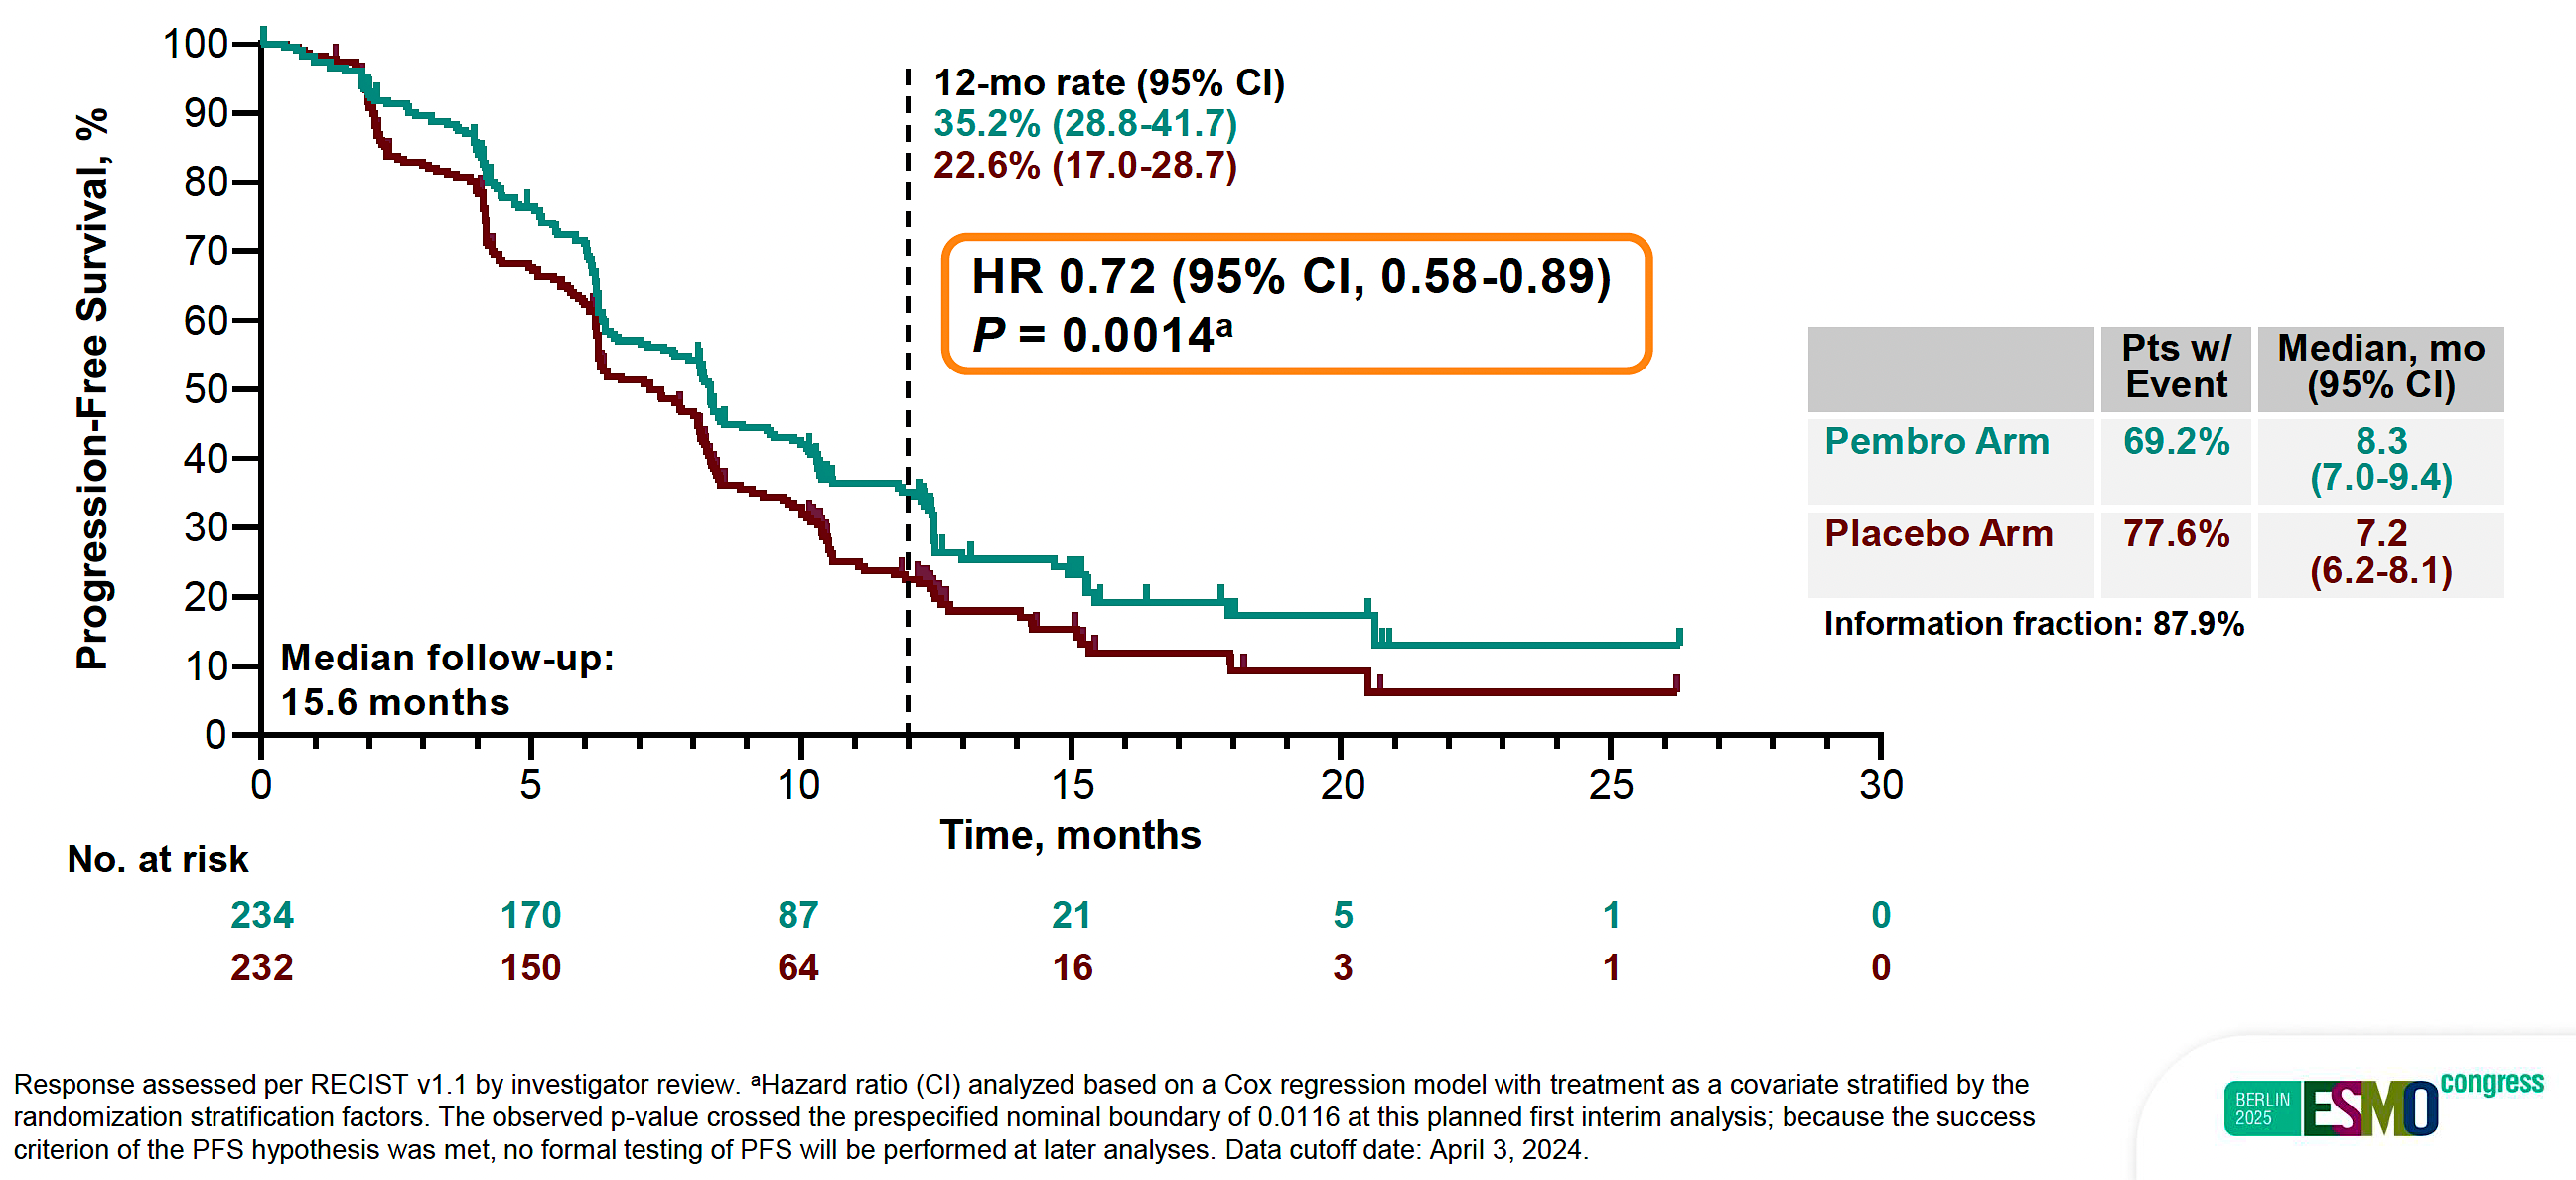 Progression-Free Survival, %
100
90
80
70
60
50
40
30
20
10
0
12-mo rate (95% CI)
35.2% (28.8-41.7)
22.6% (17.0-28.7)
HR 0.72 (95% CI, 0.58-0.89)
P = 0.0014ᵃ
Median follow-up:
15.6 months
0 5 10 15 20 25 30
Time, months
Pts w/ Event Median, mo (95% CI)
Pembro Arm 69.2% 8.3 (7.0-9.4)
Placebo Arm 77.6% 7.2 (6.2-8.1)
Information fraction: 87.9%
No. at risk
234 170 87 21 5 1 0
232 150 64 16 3 1 0
Response assessed per RECIST v1.1 by investigator review. ᵃHazard ratio (CI) analyzed based on a Cox regression model with treatment as a covariate stratified by the
randomization stratification factors. The observed p-value crossed the prespecified nominal boundary of 0.0116 at this planned first interim analysis; because the success
criterion of the PFS hypothesis was met, no formal testing of PFS will be performed at later analyses. Data cutoff date: April 3, 2024.
BERLIN
2025
ESMO congress